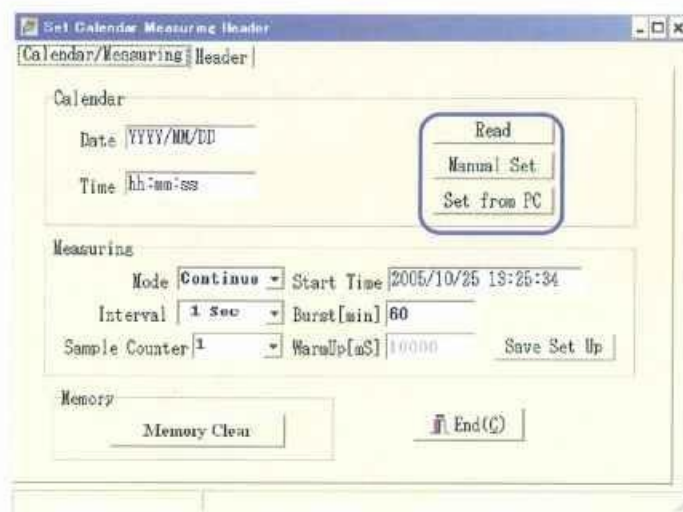 Set Calendar Measuring Header
Calendar/Measuring Header
Calendar
Date YYYY/MM/DD
Time hh:mm:ss
Read
Manual Set
Set from PC
Measuring
Mode Continue Start Time 2005/10/25 13:25:34
Interval 1 Sec Burst[min] 60
Sample Counter 1 WarmUp[mS] 10000 Save Set Up
Memory
Memory Clear
End(C)